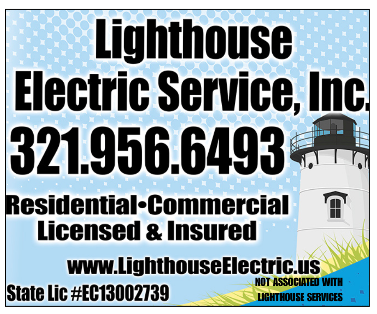 Lighthouse
Electric Service, Inc.
321.956.6493
Residential•Commercial
Licensed & Insured
www.LighthouseElectric.us
State Lic #EC13002739
NOT ASSOCIATED WITH
LIGHTHOUSE SERVICES